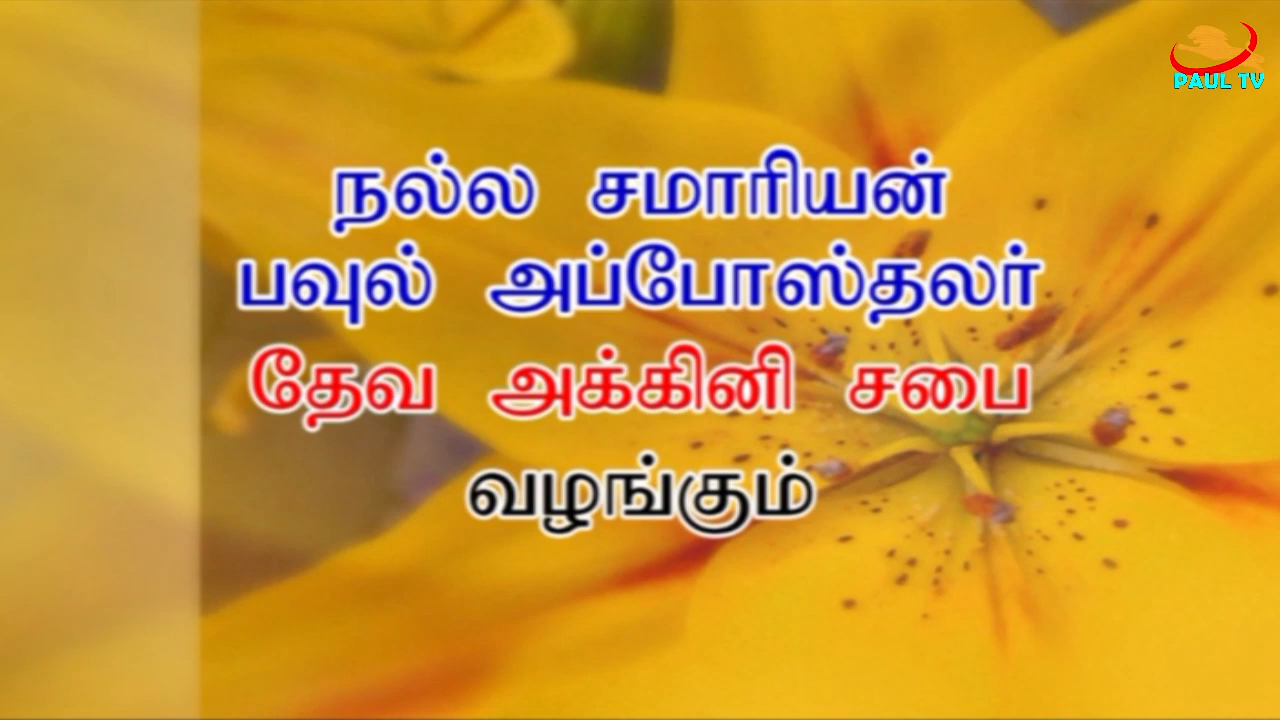 PAUL TV
நல்ல சமாரியன்
பவுல் அப்போஸ்தலர்
தேவ அக்கினி சபை
வழங்கும்